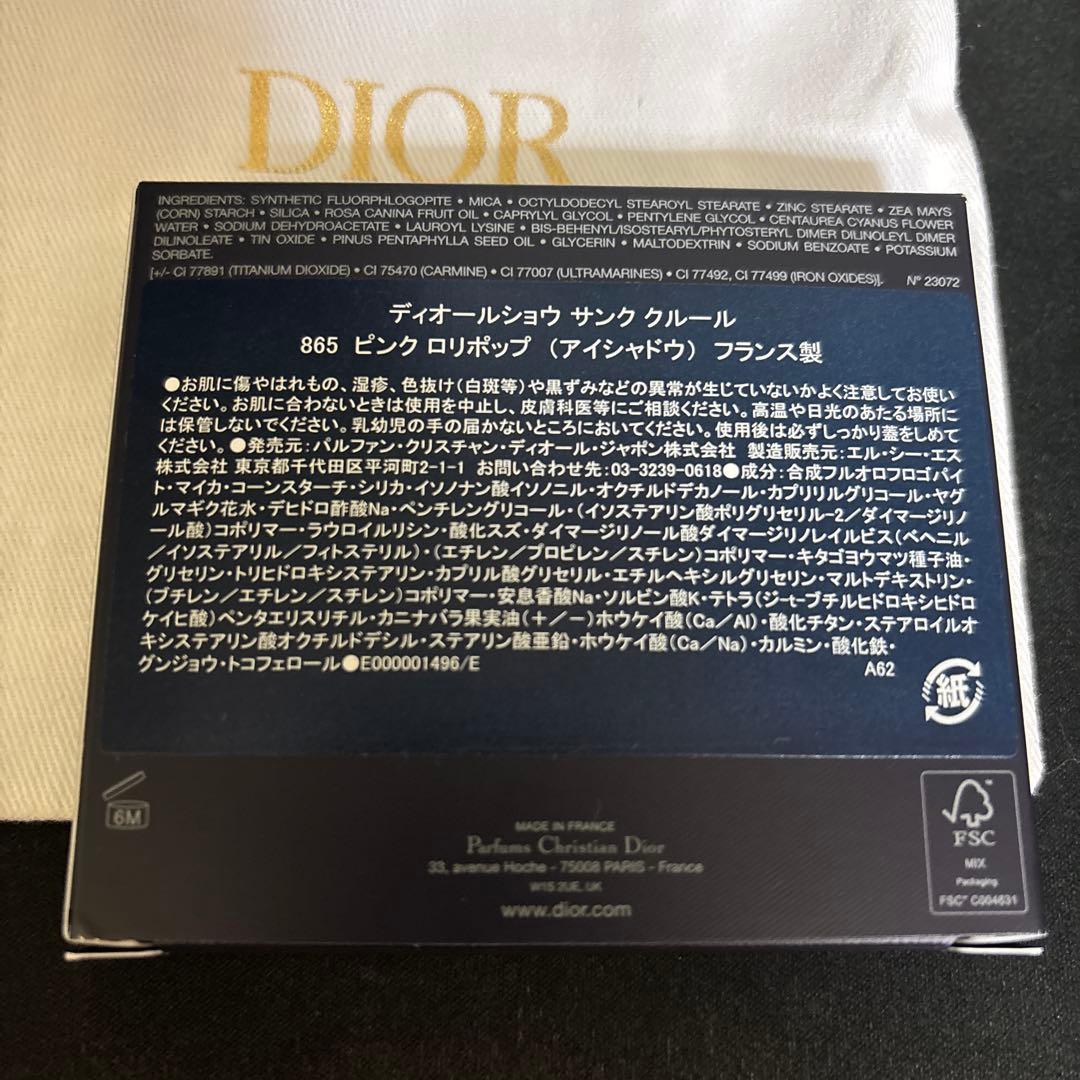 DIOR
INGREDIENTS: SYNTHETIC FLUORPHLOGOPITE • MICA • OCTYLDODECYL STEAROYL STEARATE • ZINC STEARATE • ZEA MAYS
(CORN) STARCH • SILICA • ROSA CANINA FRUIT OIL • CAPRYLYL GLYCOL • PENTYLENE GLYCOL • CENTAUREA CYANUS FLOWER
WATER • SODIUM DEHYDROACETATE • LAUROYL LYSINE • BIS-BEHENYL/ISOSTEARYL/PHYTOSTERYL DIMER DILINOLEYL DIMER
DILINOLEATE • TIN OXIDE • PINUS PENTAPHYLLA SEED OIL • GLYCERIN • MALTODEXTRIN • SODIUM BENZOATE • POTASSIUM
SORBATE.
[+/- CI 77891 (TITANIUM DIOXIDE) • CI 75470 (CARMINE) • CI 77007 (ULTRAMARINES) • CI 77492, CI 77499 (IRON OXIDES)]. N° 23072
ディオールショウ サンク クルール
865 ピンク ロリポップ (アイシャドウ) フランス製
●お肌に傷やはれもの、湿疹、色抜け(白斑等)や黒ずみなどの異常が生じていないかよく注意してお使い
ください。お肌に合わないときは使用を中止し、皮膚科医等にご相談ください。高温や日光のあたる場所に
は保管しないでください。乳幼児の手の届かないところにおいてください。使用後は必ずしっかり蓋をしめて
ください。●発売元:パルファン・クリスチャン・ディオール・ジャポン株式会社 製造販売元:エル・シー・エス
株式会社 東京都千代田区平河町2-1-1 お問い合わせ先:03-3239-0618●成分:合成フルオロフロゴパイ
ト・マイカ・コーンスターチ・シリカ・イソノナン酸イソノニル・オクチルドデカノール・カプリリルグリコール・ヤグ
ルマギク花水・デヒドロ酢酸Na・ペンチレングリコール・(イソステアリン酸ポリグリセリル-2/ダイマージリノ
ール酸)コポリマー・ラウロイルリシン・酸化スズ・ダイマージリノール酸ダイマージリノレイルビス(ベヘニル
/イソステアリル/フィトステリル)・(エチレン/プロピレン/スチレン)コポリマー・キタゴヨウマツ種子油・
グリセリン・トリヒドロキシステアリン・カプリル酸グリセリル・エチルヘキシルグリセリン・マルトデキストリン・
(ブチレン/エチレン/スチレン)コポリマー・安息香酸Na・ソルビン酸K・テトラ(ジ-t-ブチルヒドロキシヒドロ
ケイヒ酸)ペンタエリスリチル・カニナバラ果実油(+/-)ホウケイ酸(Ca/Al)・酸化チタン・ステアロイルオ
キシステアリン酸オクチルドデシル・ステアリン酸亜鉛・ホウケイ酸(Ca/Na)・カルミン・酸化鉄・
グンジョウ・トコフェロール●E000001496/E A62
紙
6M
MADE IN FRANCE
Parfums Christian Dior
33, avenue Hoche - 75008 PARIS - France
W1S 2UE, UK
www.dior.com
FSC
MIX
Packaging
FSC™ C004631